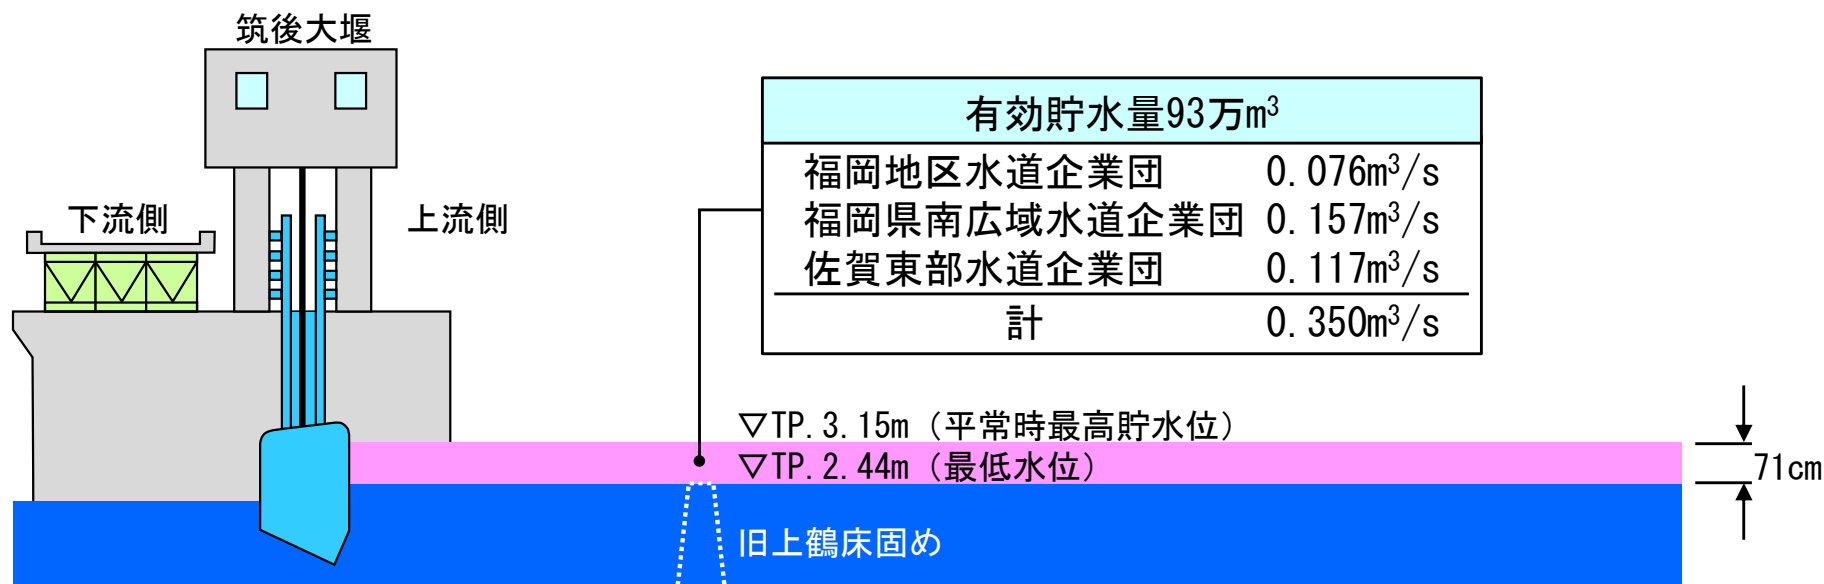 筑後大堰
下流側
上流側
有効貯水量93万m³
福岡地区水道企業団 0.076m³/s
福岡県南広域水道企業団 0.157m³/s
佐賀東部水道企業団 0.117m³/s
計 0.350m³/s
▽TP.3.15m（平常時最高貯水位）
▽TP.2.44m（最低水位）
71cm
旧上鶴床固め